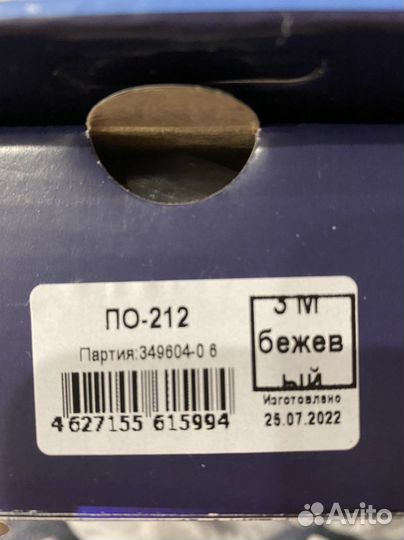 ПО-212
Партия:349604-0 6
3 М
бежев
ый
Изготовлено
25.07.2022
4 627155 615994
Avito